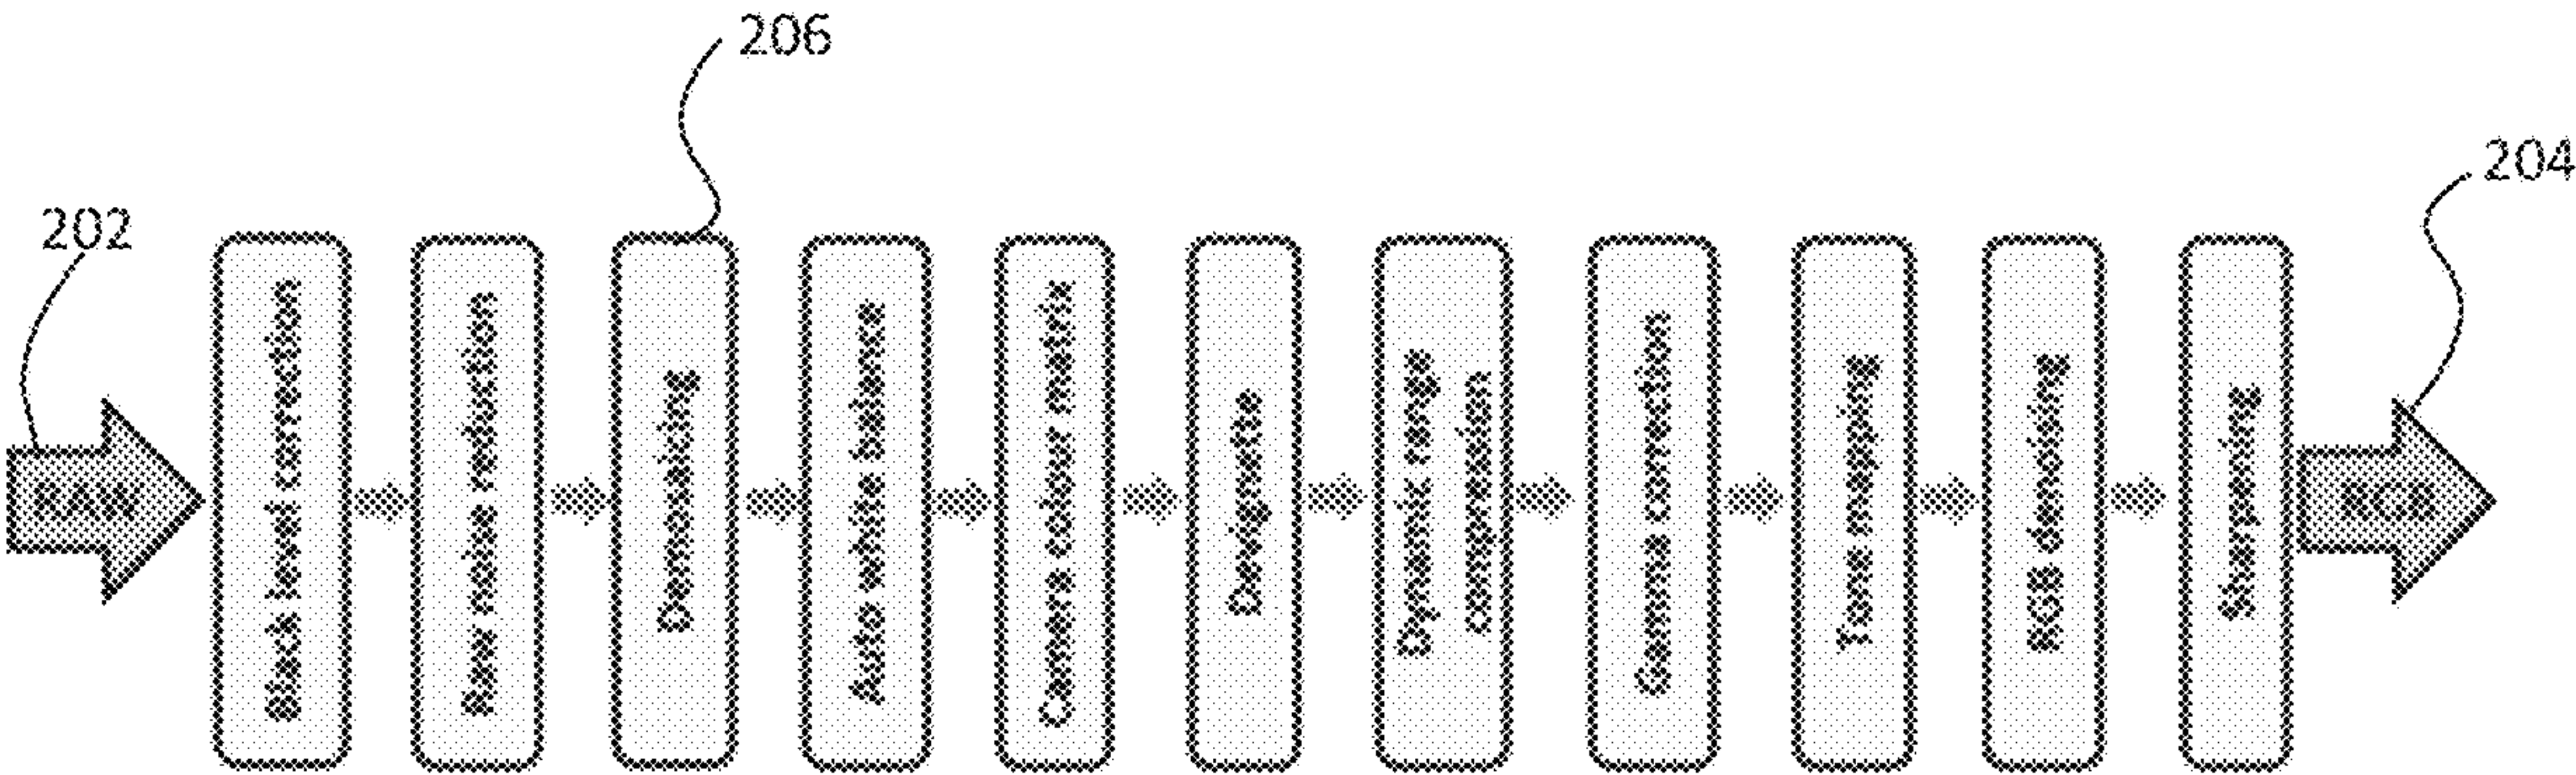 206
204
202
RAW
Black level correction
Raw noise reduction
Demosaicing
Auto white balance
Camera colour matrix
Devignette
Dynamic range
compression
Gamma correction
Tone mapping
RGB denoising
Sharpening
RGB